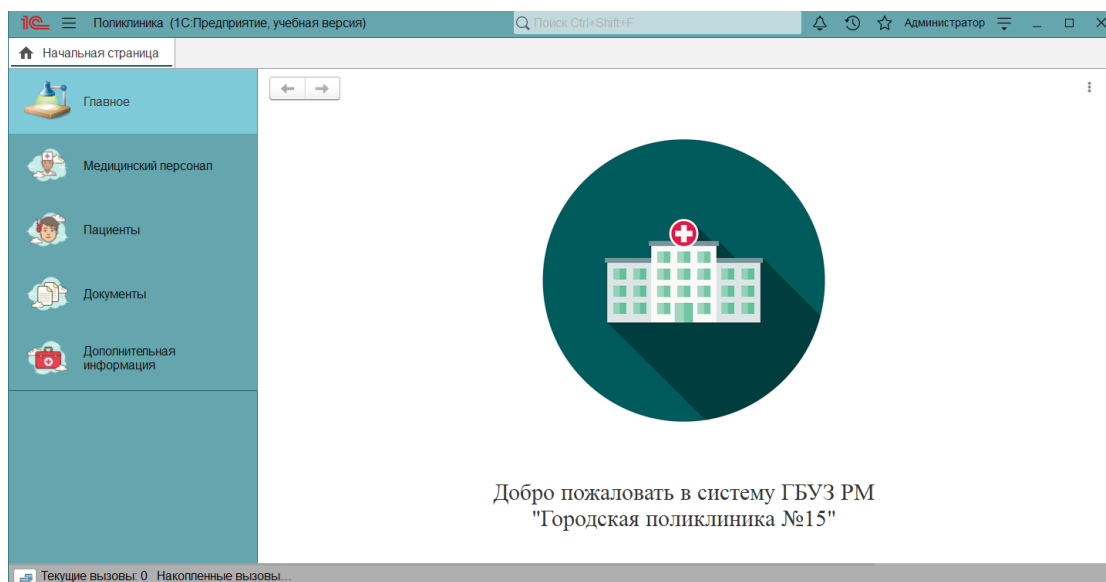 1С Поликлиника (1С:Предприятие, учебная версия) Поиск Ctrl+Shift+F Администратор
Начальная страница
Главное
Медицинский персонал
Пациенты
Документы
Дополнительная
информация
Добро пожаловать в систему ГБУЗ РМ
"Городская поликлиника №15"
Текущие вызовы: 0 Накопленные вызовы...